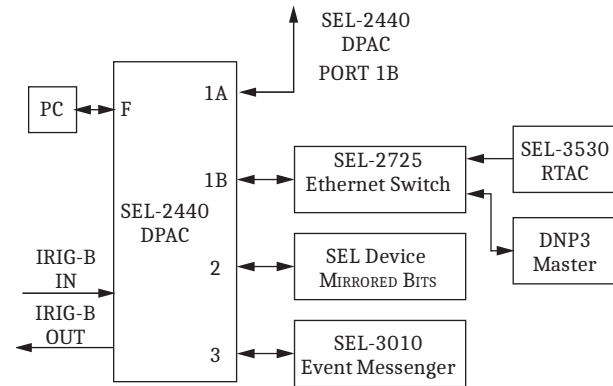 SEL-2440
DPAC
PORT 1B
1A
PC
F
SEL-2725
Ethernet Switch
SEL-3530
RTAC
1B
SEL-2440
DPAC
DNP3
Master
SEL Device
MIRRORED BITS
2
IRIG-B
IN
IRIG-B
OUT
SEL-3010
Event Messenger
3